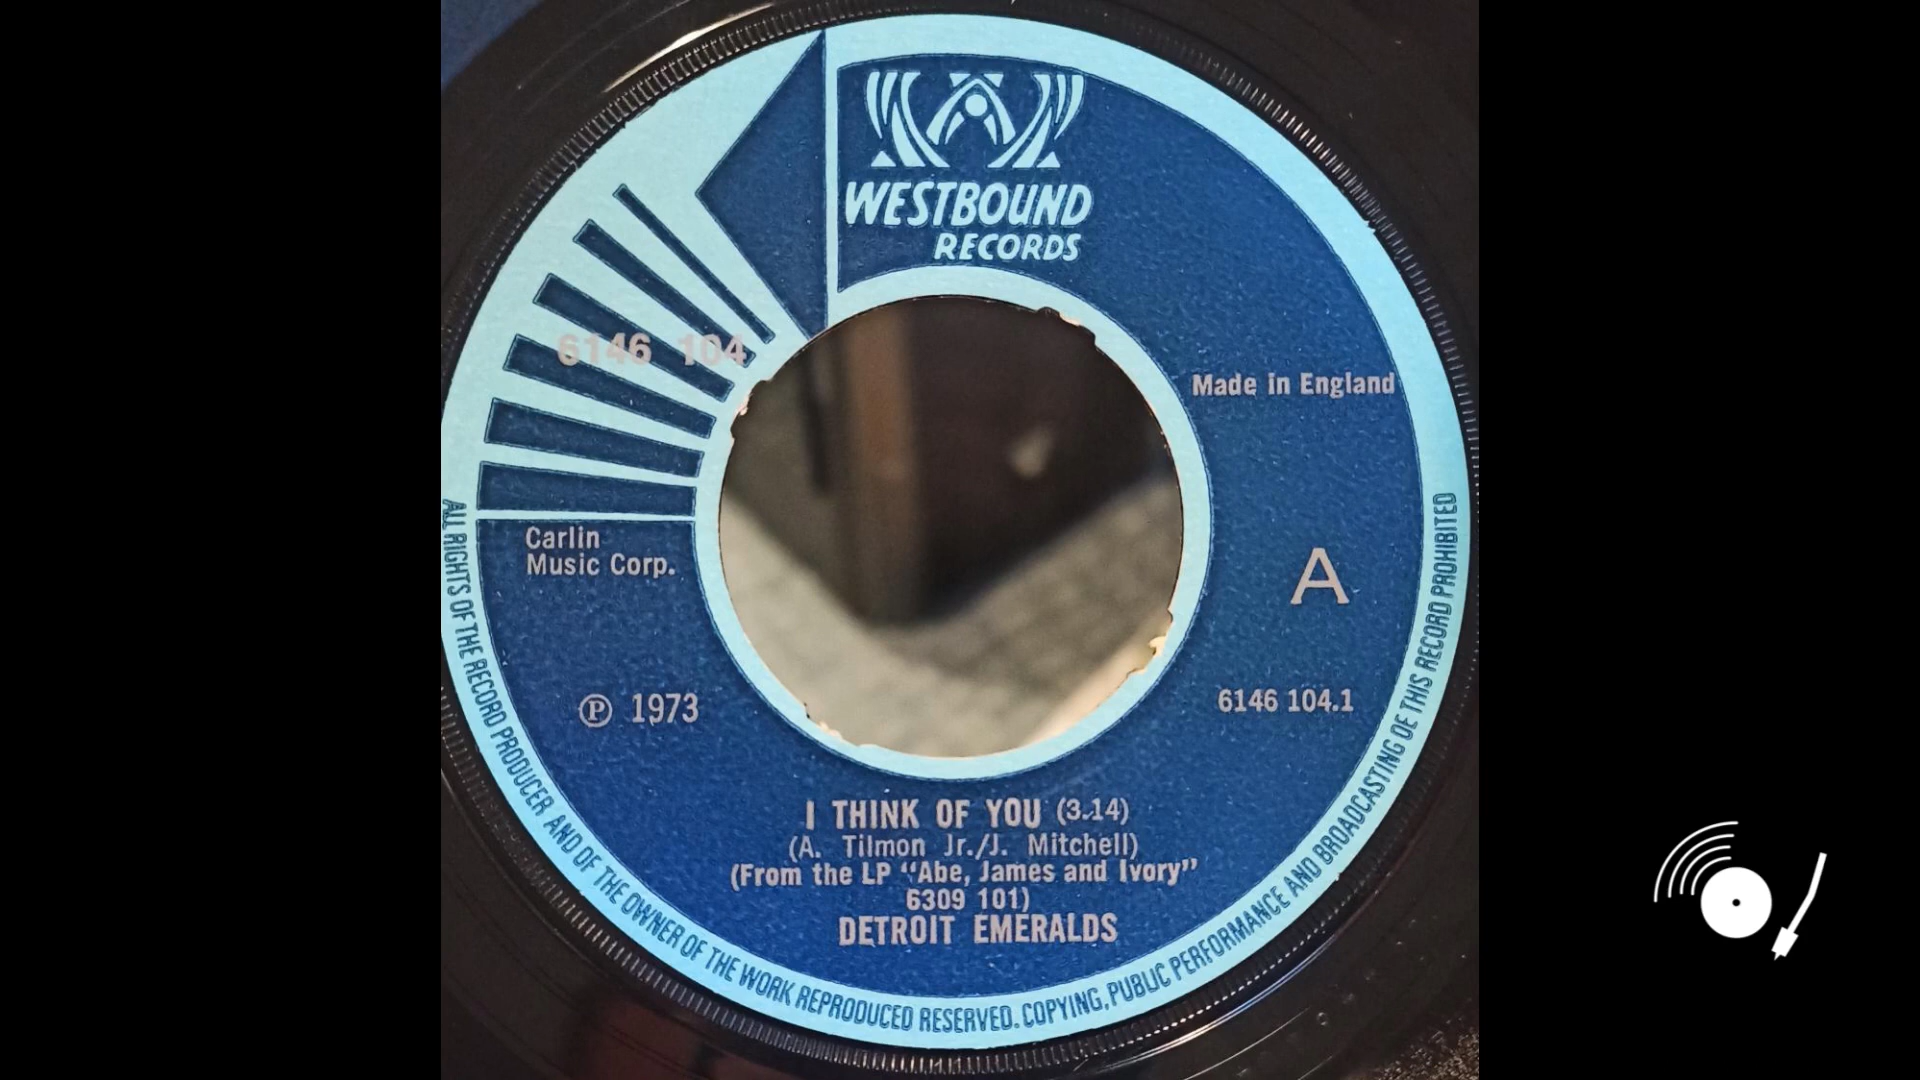 WESTBOUND
RECORDS
6146 104
Made in England
Carlin
Music Corp.
A
℗ 1973
6146 104.1
I THINK OF YOU (3.14)
(A. Tilmon Jr./J. Mitchell)
(From the LP “Abe, James and Ivory”
6309 101)
DETROIT EMERALDS
ALL RIGHTS OF THE RECORD PRODUCER AND OF THE OWNER OF THE WORK REPRODUCED RESERVED. COPYING, PUBLIC PERFORMANCE AND BROADCASTING OE THIS RECORD PROHIBITED